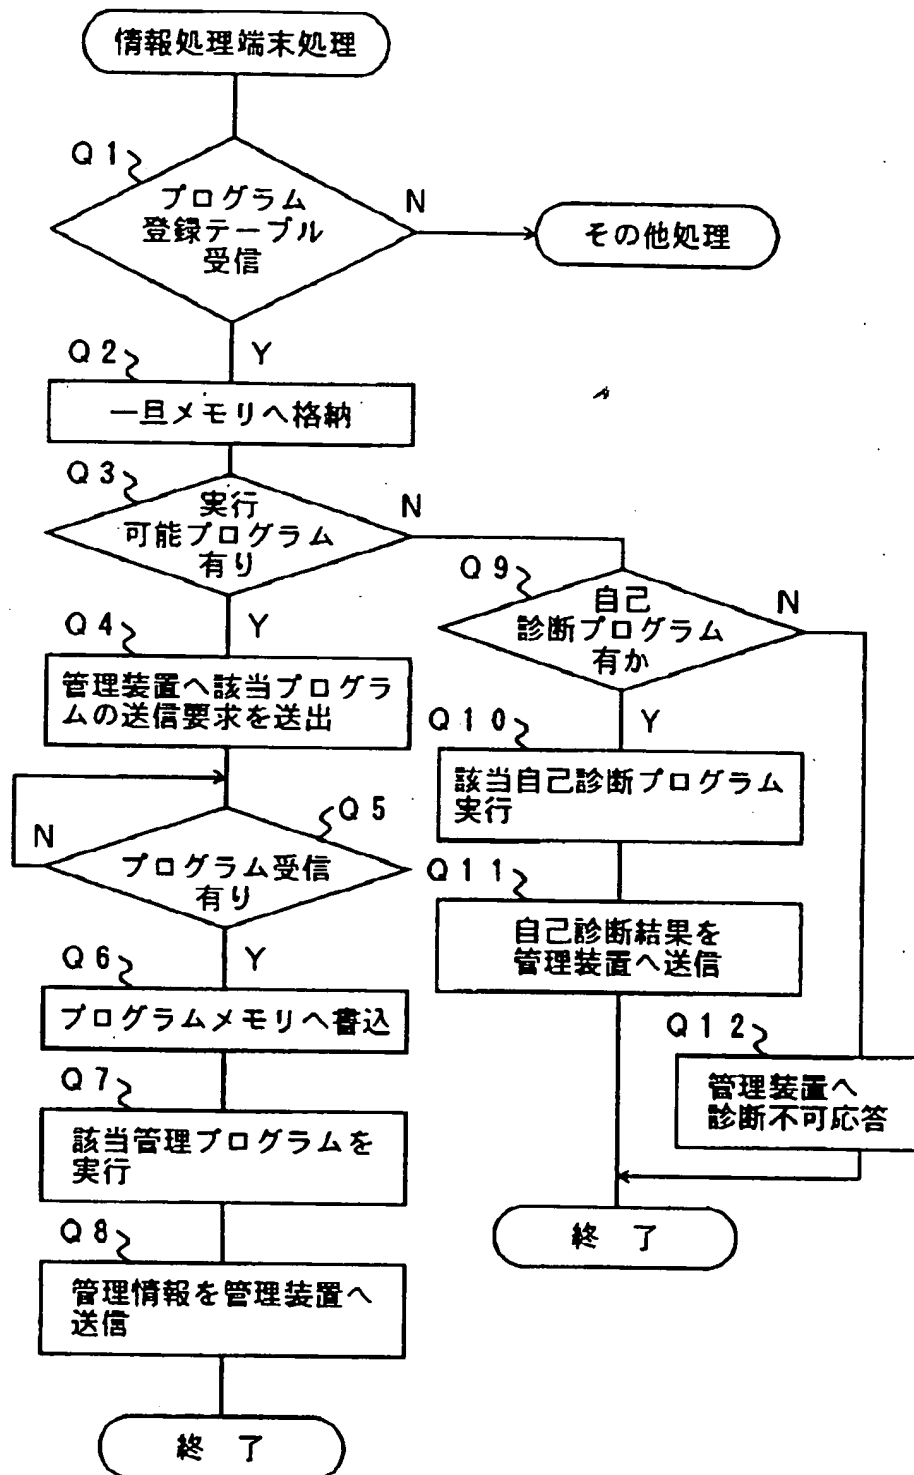 情報処理端末処理
Q1
プログラム
登録テーブル
受信
N
その他処理
Y
Q2
一旦メモリへ格納
Q3
実行
可能プログラム
有り
N
Y
Q4
管理装置へ該当プログラ
ムの送信要求を送出
Q5
プログラム受信
有り
N
Y
Q6
プログラムメモリへ書込
Q7
該当管理プログラムを
実行
Q8
管理情報を管理装置へ
送信
終了
Q9
自己
診断プログラム
有か
N
Y
Q10
該当自己診断プログラム
実行
Q11
自己診断結果を
管理装置へ送信
Q12
管理装置へ
診断不可応答
終了